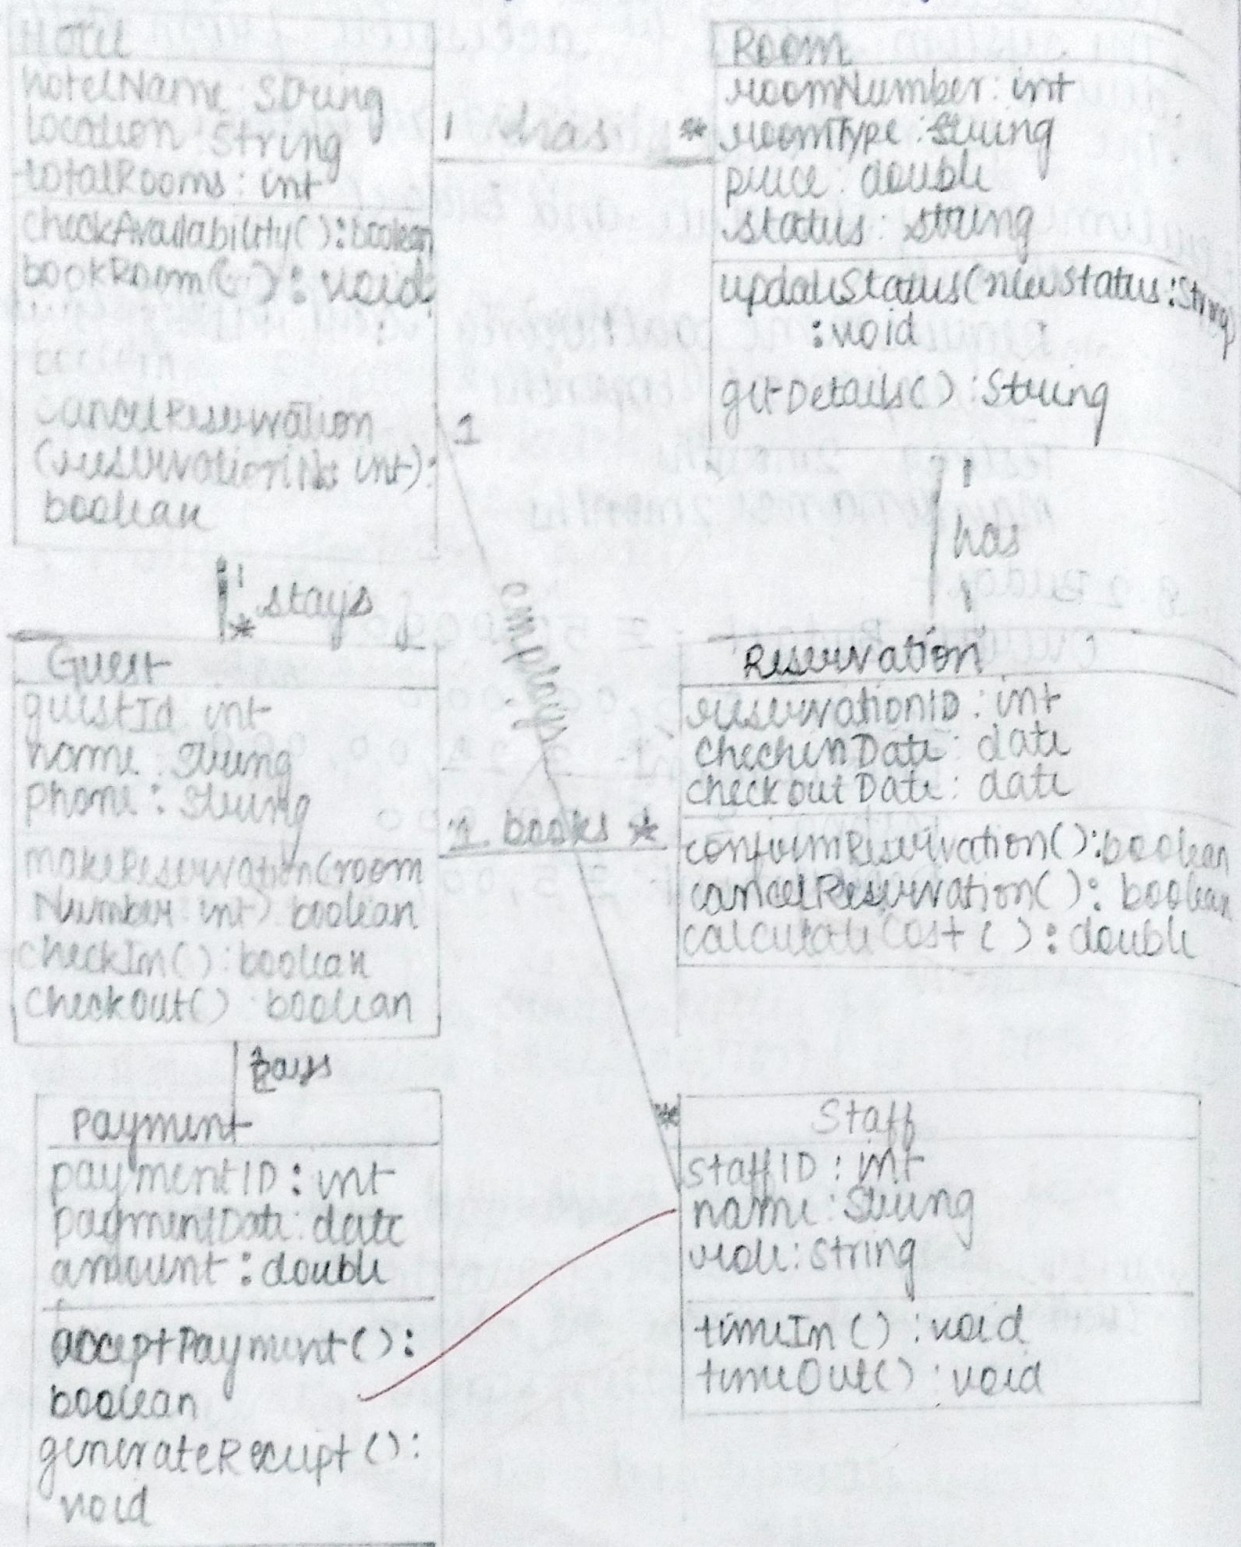 Hotel
hotelName: String
location: String
totalRooms: int
checkAvailability(): boolean
bookRoom( ): void
boolean
cancelReservation
(reservationNo: int):
boolean
1 has *
Room
roomNumber: int
roomType: String
price: double
status: string
updateStatus(newStatus: String)
: void
getDetails(): String
1
employs
*
1
stays
*
1
has
1
Guest
guestId int
name: String
phone: String
makeReservation(room
Number int) boolean
checkIn(): boolean
checkOut() boolean
1 books *
Reservation
reservationID: int
checkinDate: date
checkoutDate: date
confirmReservation(): boolean
cancelReservation(): boolean
calculateCost(): double
pays
Payment
paymentID: int
paymentDate: date
amount: double
acceptPayment():
boolean
generateReceipt():
void
Staff
staffID: int
name: String
role: String
timeIn(): void
timeOut(): void